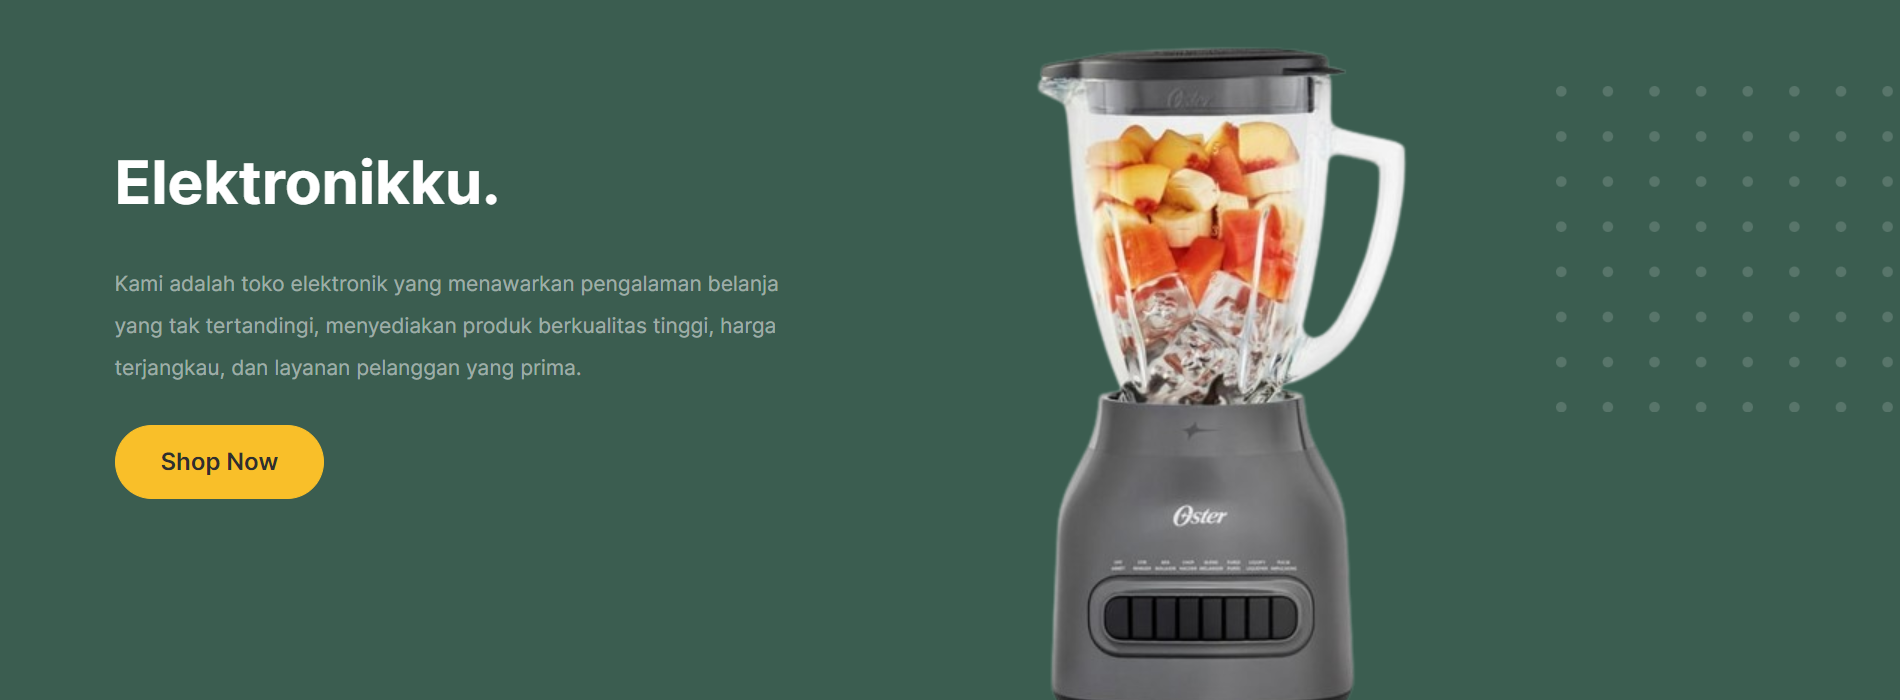 Elektronikku.
Kami adalah toko elektronik yang menawarkan pengalaman belanja
yang tak tertandingi, menyediakan produk berkualitas tinggi, harga
terjangkau, dan layanan pelanggan yang prima.
Shop Now
Oster
Oster